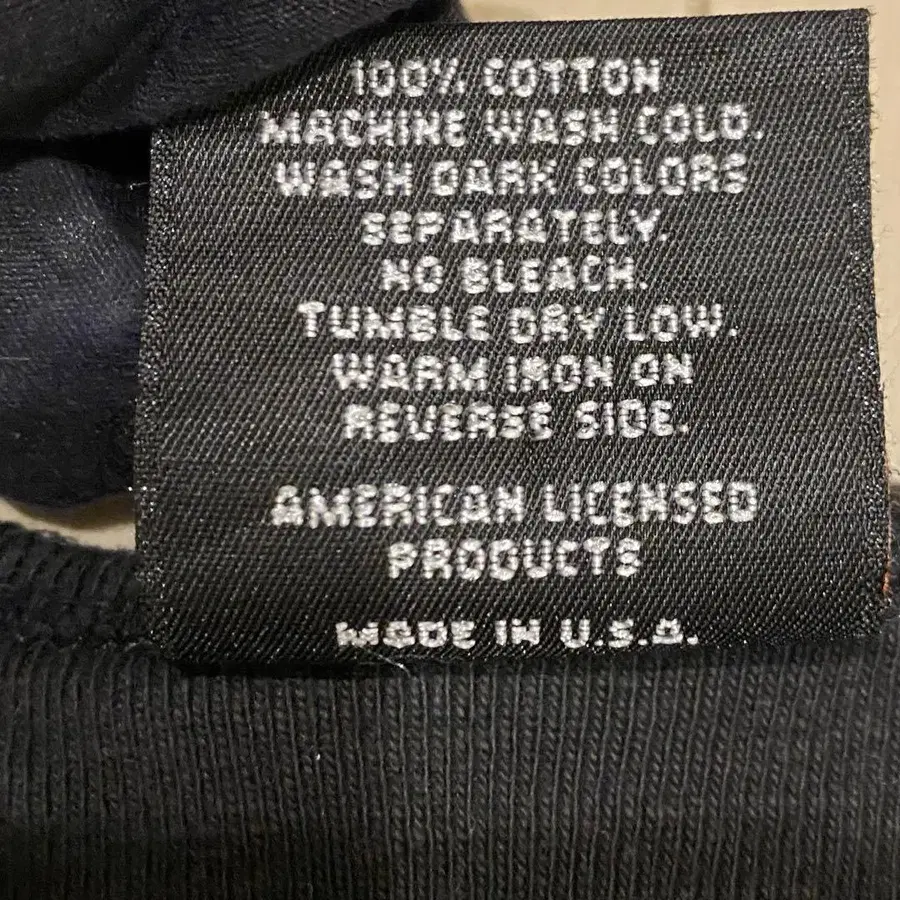 100% COTTON
MACHINE WASH COLD.
WASH DARK COLORS
SEPARATELY.
NO BLEACH.
TUMBLE DRY LOW.
WARM IRON ON
REVERSE SIDE.
AMERICAN LICENSED
PRODUCTS
MADE IN U.S.A.